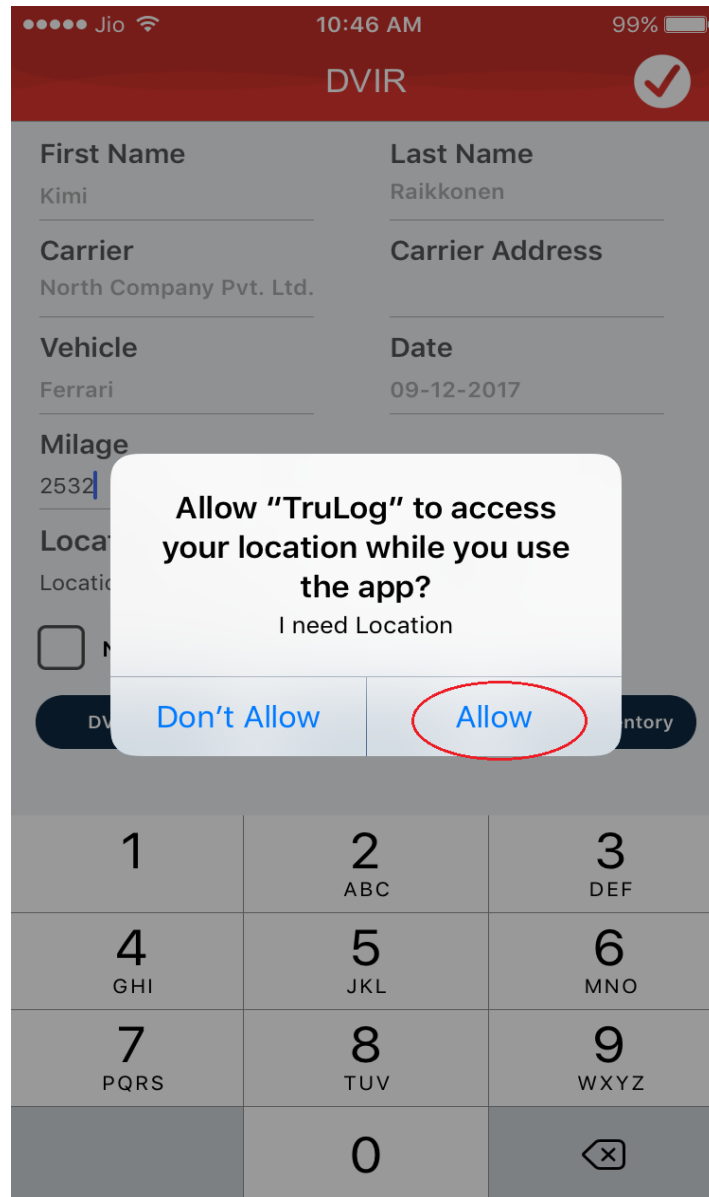 Jio 10:46 AM 99%
DVIR
First Name Last Name
Kimi Raikkonen
Carrier Carrier Address
North Company Pvt. Ltd.
Vehicle Date
Ferrari 09-12-2017
Milage
2532
Allow "TruLog" to access
your location while you use
the app?
I need Location
Don't Allow Allow
1 2 3
ABC DEF
4 5 6
GHI JKL MNO
7 8 9
PQRS TUV WXYZ
0